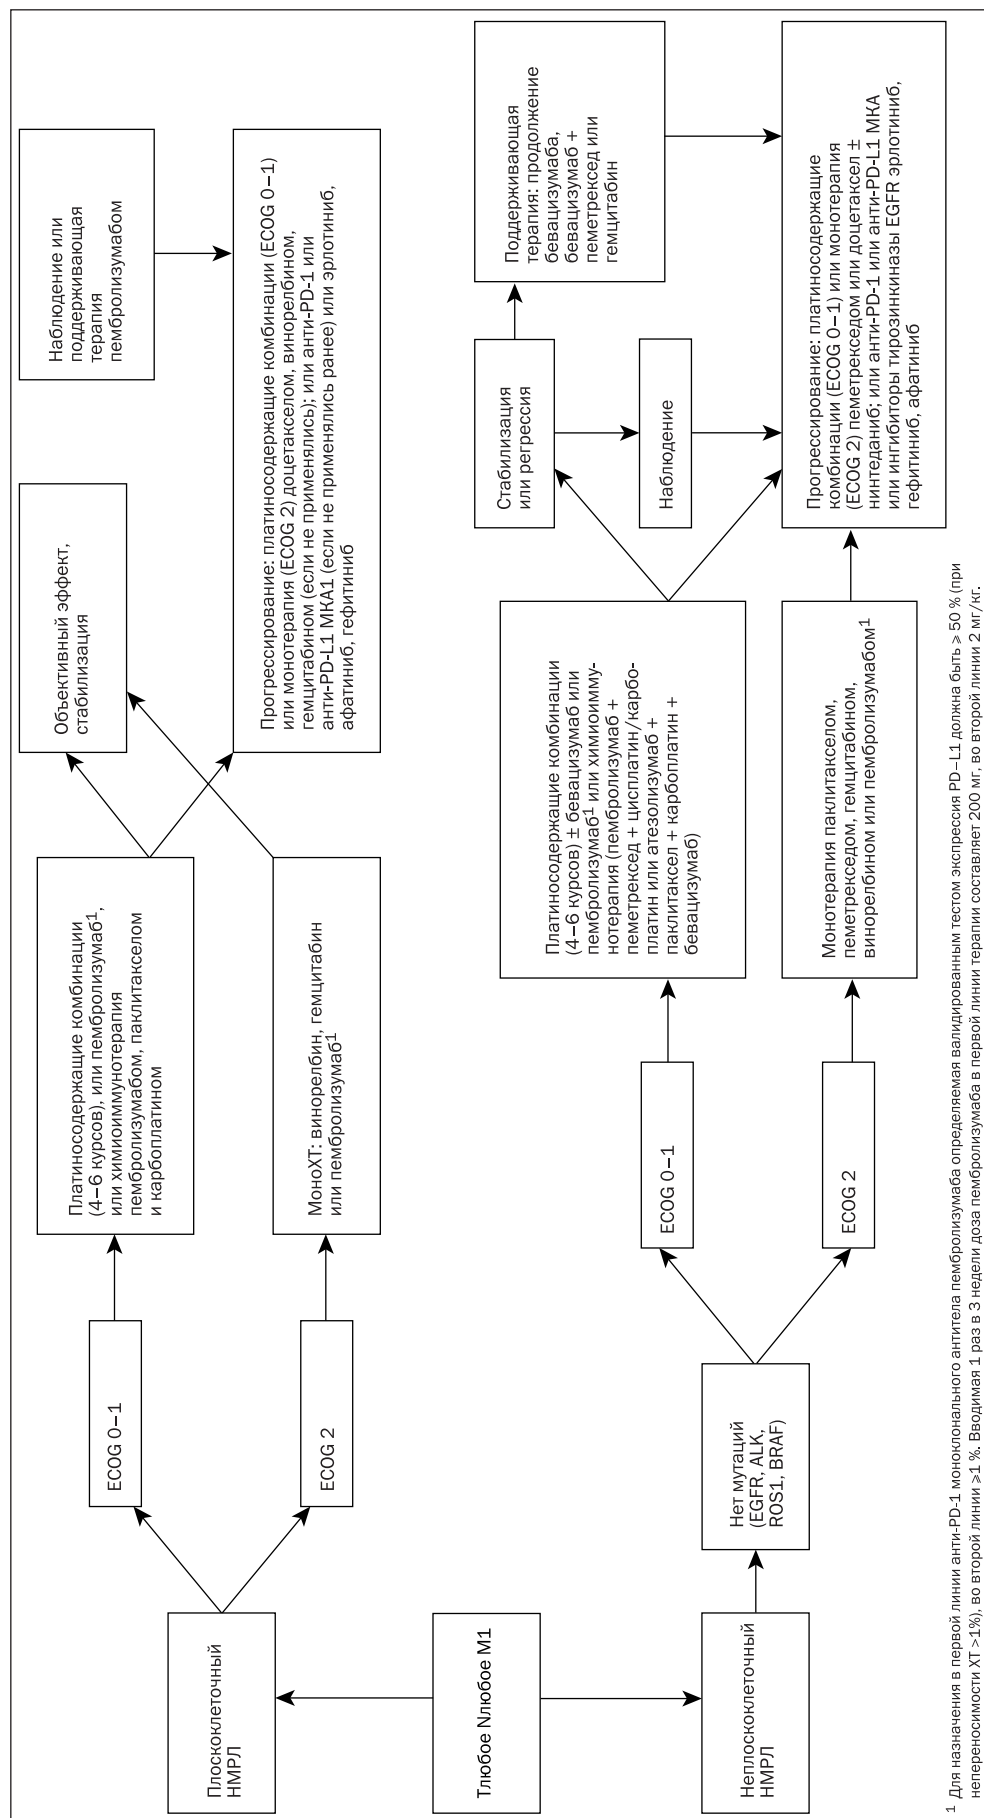 Тлюбое Nлюбое M1
Плоскоклеточный
НМРЛ
ECOG 0–1
ECOG 2
Платиносодержащие комбинации
(4–6 курсов), или пембролизумаб¹,
или химиоиммунотерапия
пембролизумабом, паклитакселом
и карбоплатином
МоноХТ: винорелбин, гемцитабин
или пембролизумаб¹
Объективный эффект,
стабилизация
Наблюдение или
поддерживающая
терапия
пембролизумабом
Прогрессирование: платиносодержащие комбинации (ECOG 0–1)
или монотерапия (ECOG 2) доцетакселом, винорелбином,
гемцитабином (если не применялись); или анти-PD-1 или
анти-PD-L1 МКА1 (если не применялись ранее) или эрлотиниб,
афатиниб, гефитиниб
Неплоскоклеточный
НМРЛ
Нет мутаций
(EGFR, ALK,
ROS1, BRAF)
ECOG 0–1
ECOG 2
Платиносодержащие комбинации
(4–6 курсов) ± бевацизумаб или
пембролизумаб¹ или химиоимму-
нотерапия (пембролизумаб +
пеметрексед + цисплатин/карбо-
платин или атезолизумаб +
паклитаксел + карбоплатин +
бевацизумаб)
Монотерапия паклитакселом,
пеметрекседом, гемцитабином,
винорелбином или пембролизумабом¹
Стабилизация
или регрессия
Наблюдение
Поддерживающая
терапия: продолжение
бевацизумаба,
бевацизумаб +
пеметрексед или
гемцитабин
Прогрессирование: платиносодержащие
комбинации (ECOG 0–1) или монотерапия
(ECOG 2) пеметрекседом или доцетаксел ±
нинтеданиб; или анти-PD-1 или анти-PD-L1 МКА
или ингибиторы тирозинкиназы EGFR эрлотиниб,
гефитиниб, афатиниб
¹ Для назначения в первой линии анти-PD-1 моноклонального антитела пембролизумаба определяемая валидированным тестом экспрессия PD–L1 должна быть ⩾ 50 % (при
непереносимости ХТ >1%), во второй линии ⩾1 %. Вводимая 1 раз в 3 недели доза пембролизумаба в первой линии терапии составляет 200 мг, во второй линии 2 мг/кг.